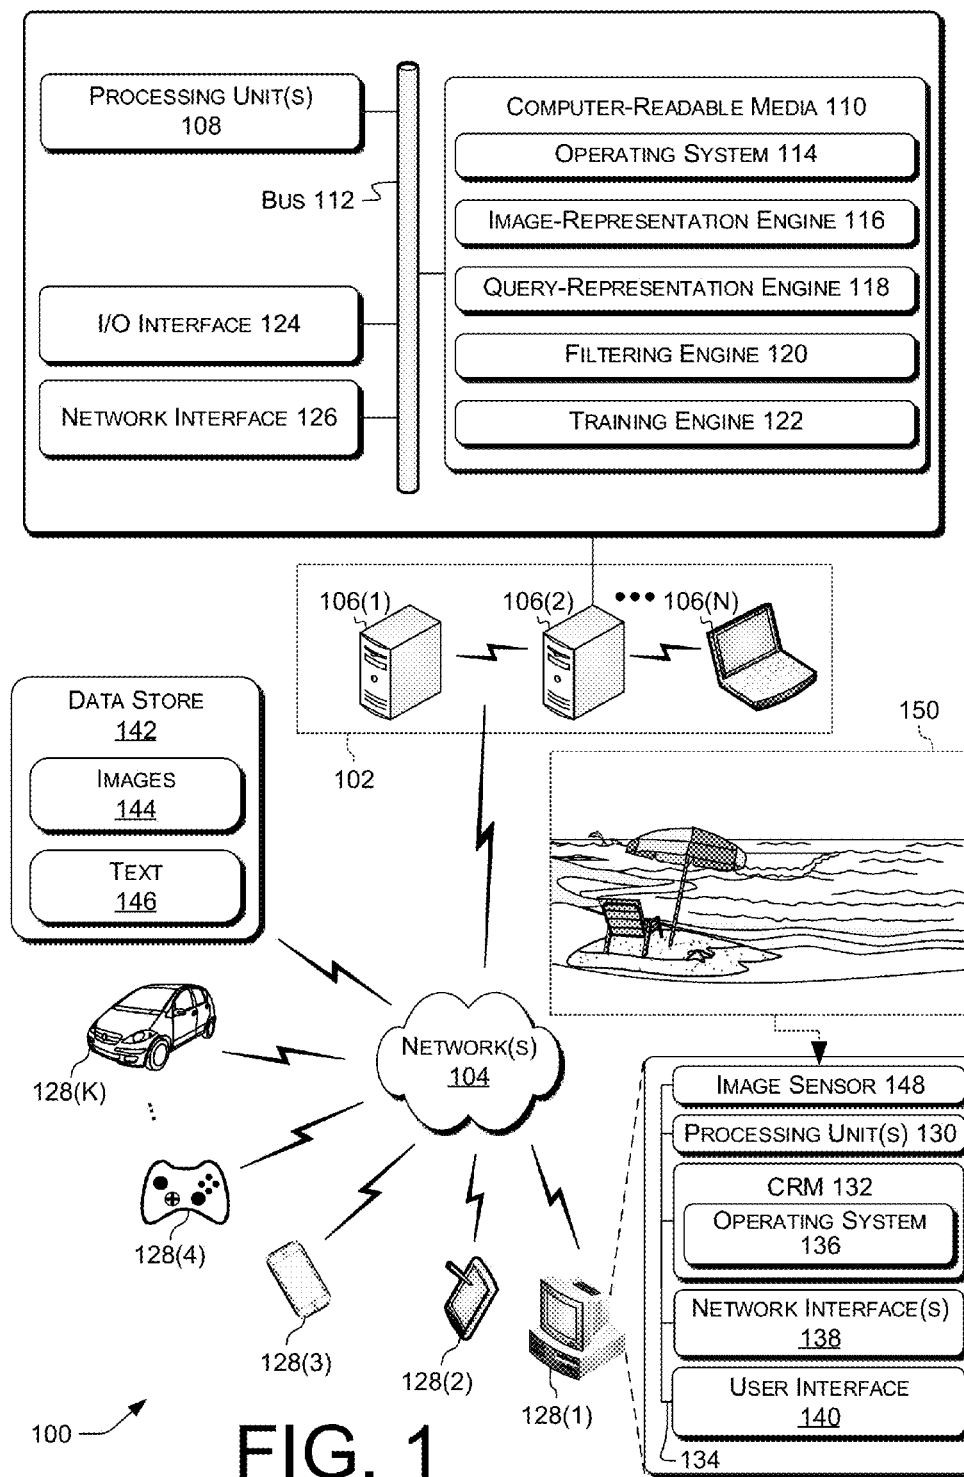 PROCESSING UNIT(S)
108
BUS 112
I/O INTERFACE 124
NETWORK INTERFACE 126
COMPUTER-READABLE MEDIA 110
OPERATING SYSTEM 114
IMAGE-REPRESENTATION ENGINE 116
QUERY-REPRESENTATION ENGINE 118
FILTERING ENGINE 120
TRAINING ENGINE 122
106(1)
106(2)
106(N)
102
DATA STORE
142
IMAGES
144
TEXT
146
150
NETWORK(S)
104
128(K)
128(4)
128(3)
128(2)
128(1)
IMAGE SENSOR 148
PROCESSING UNIT(S) 130
CRM 132
OPERATING SYSTEM
136
NETWORK INTERFACE(S)
138
USER INTERFACE
140
134
100
FIG. 1